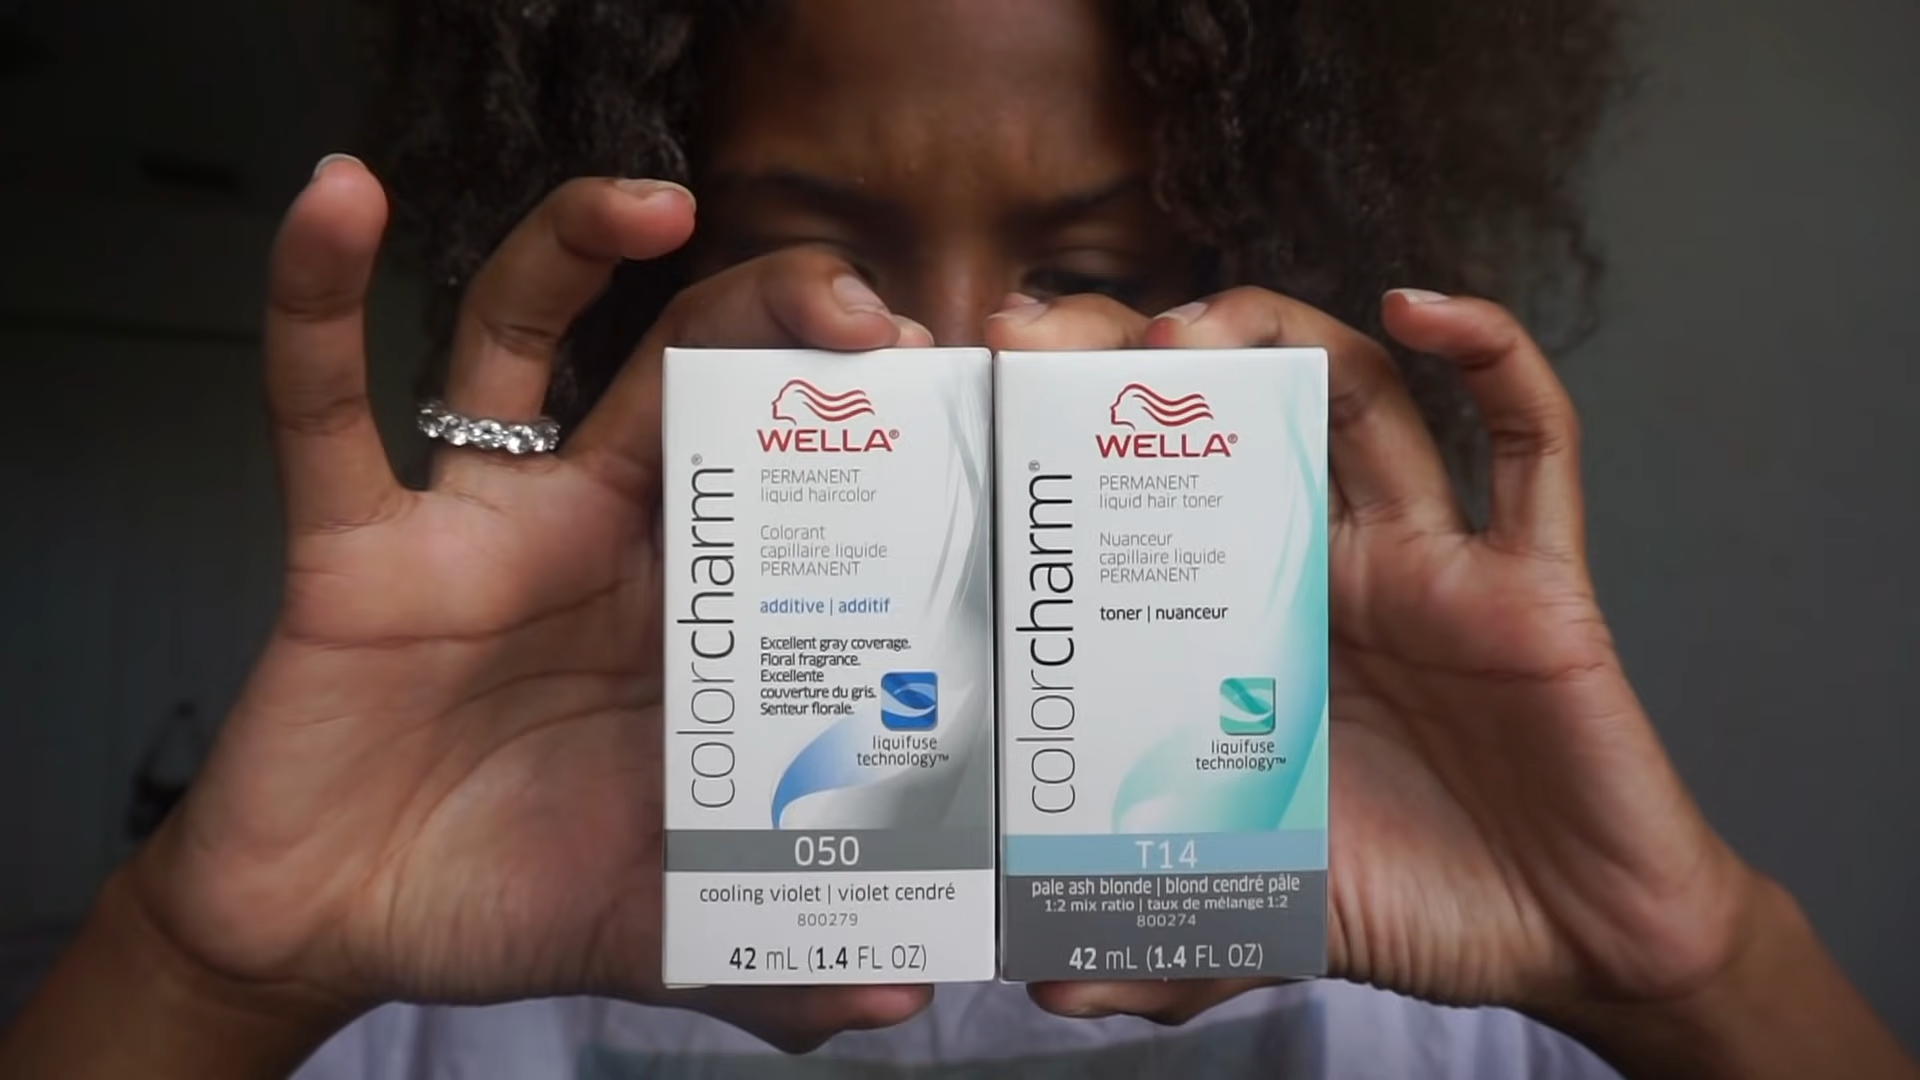 WELLA®
colorcharm®
PERMANENT
liquid haircolor
Colorant
capillaire liquide
PERMANENT
additive | additif
Excellent gray coverage.
Floral fragrance.
Excellente
couverture du gris.
Senteur florale.
liquifuse
technology™
050
cooling violet | violet cendré
800279
42 mL (1.4 FL OZ)
WELLA®
colorcharm®
PERMANENT
liquid hair toner
Nuanceur
capillaire liquide
PERMANENT
toner | nuanceur
liquifuse
technology™
T14
pale ash blonde | blond cendré pâle
1:2 mix ratio | taux de mélange 1:2
800274
42 mL (1.4 FL OZ)